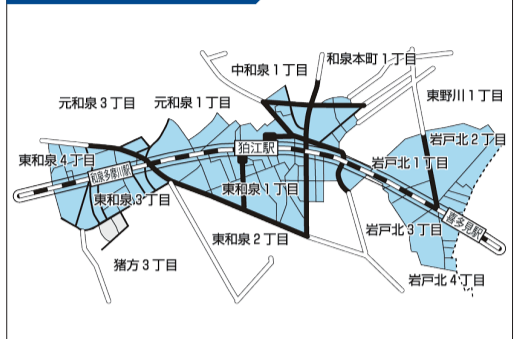 和泉本町1丁目
中和泉1丁目
東野川1丁目
元和泉3丁目
元和泉1丁目
岩戸北2丁目
狛江駅
東和泉4丁目
岩戸北1丁目
和泉多摩川駅
東和泉1丁目
東和泉3丁目
喜多見駅
岩戸北3丁目
東和泉2丁目
猪方3丁目
岩戸北4丁目